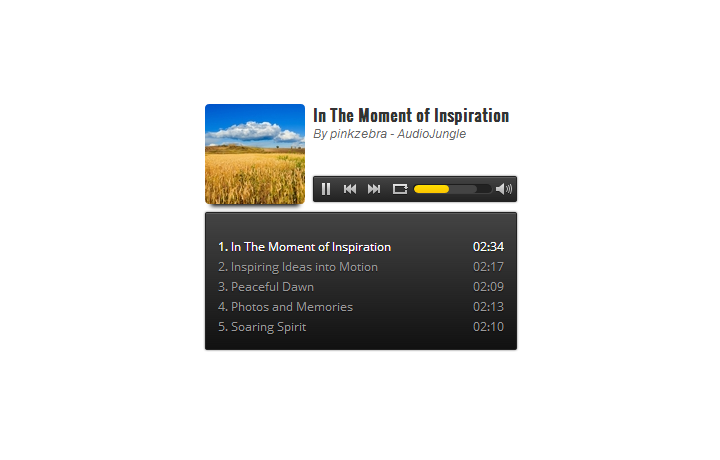 In The Moment of Inspiration
By pinkzebra - AudioJungle
1. In The Moment of Inspiration 02:34
2. Inspiring Ideas into Motion 02:17
3. Peaceful Dawn 02:09
4. Photos and Memories 02:13
5. Soaring Spirit 02:10